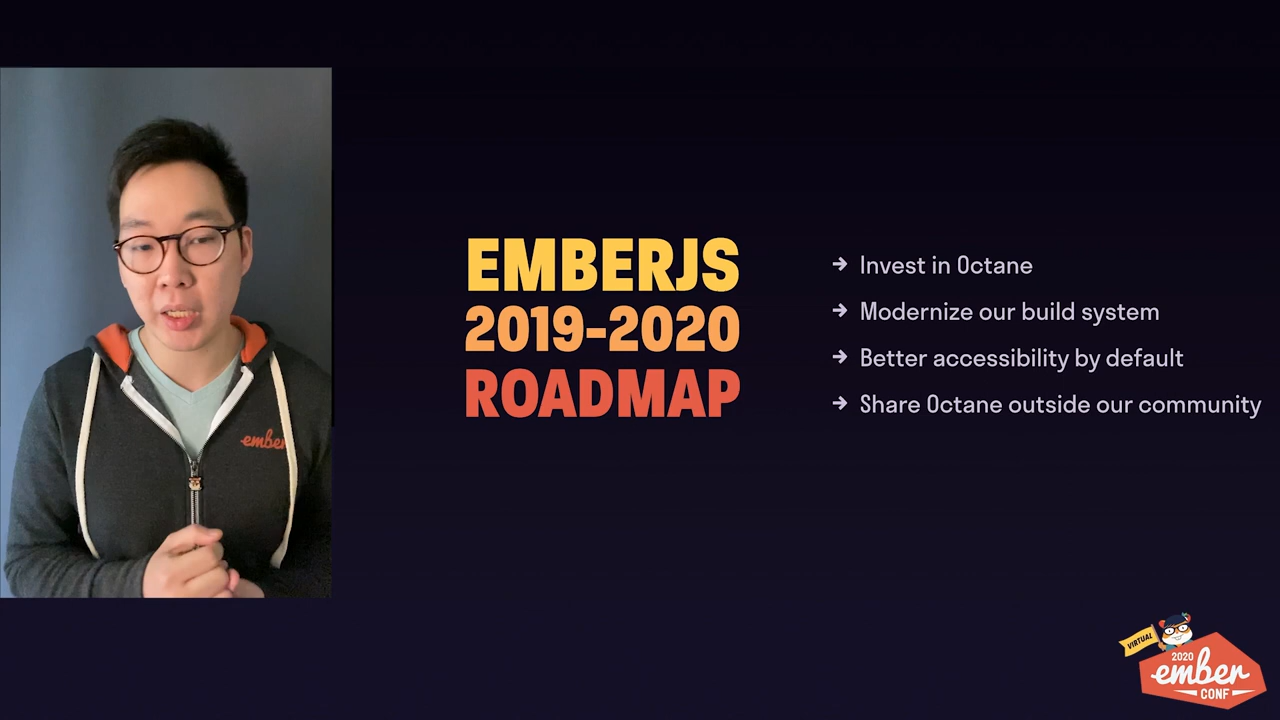 EMBERJS
2019-2020
ROADMAP
→ Invest in Octane
→ Modernize our build system
→ Better accessibility by default
→ Share Octane outside our community
ember
VIRTUAL
2020
ember
CONF